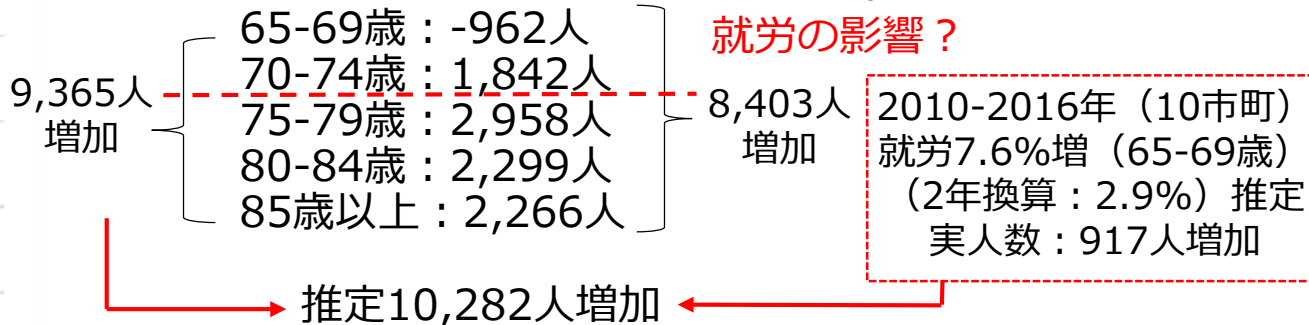 65-69歳：-962人
70-74歳：1,842人
75-79歳：2,958人
80-84歳：2,299人
85歳以上：2,266人
9,365人
増加
就労の影響？
8,403人
増加
2010-2016年（10市町）
就労7.6%増（65-69歳）
（2年換算：2.9%）推定
実人数：917人増加
推定10,282人増加